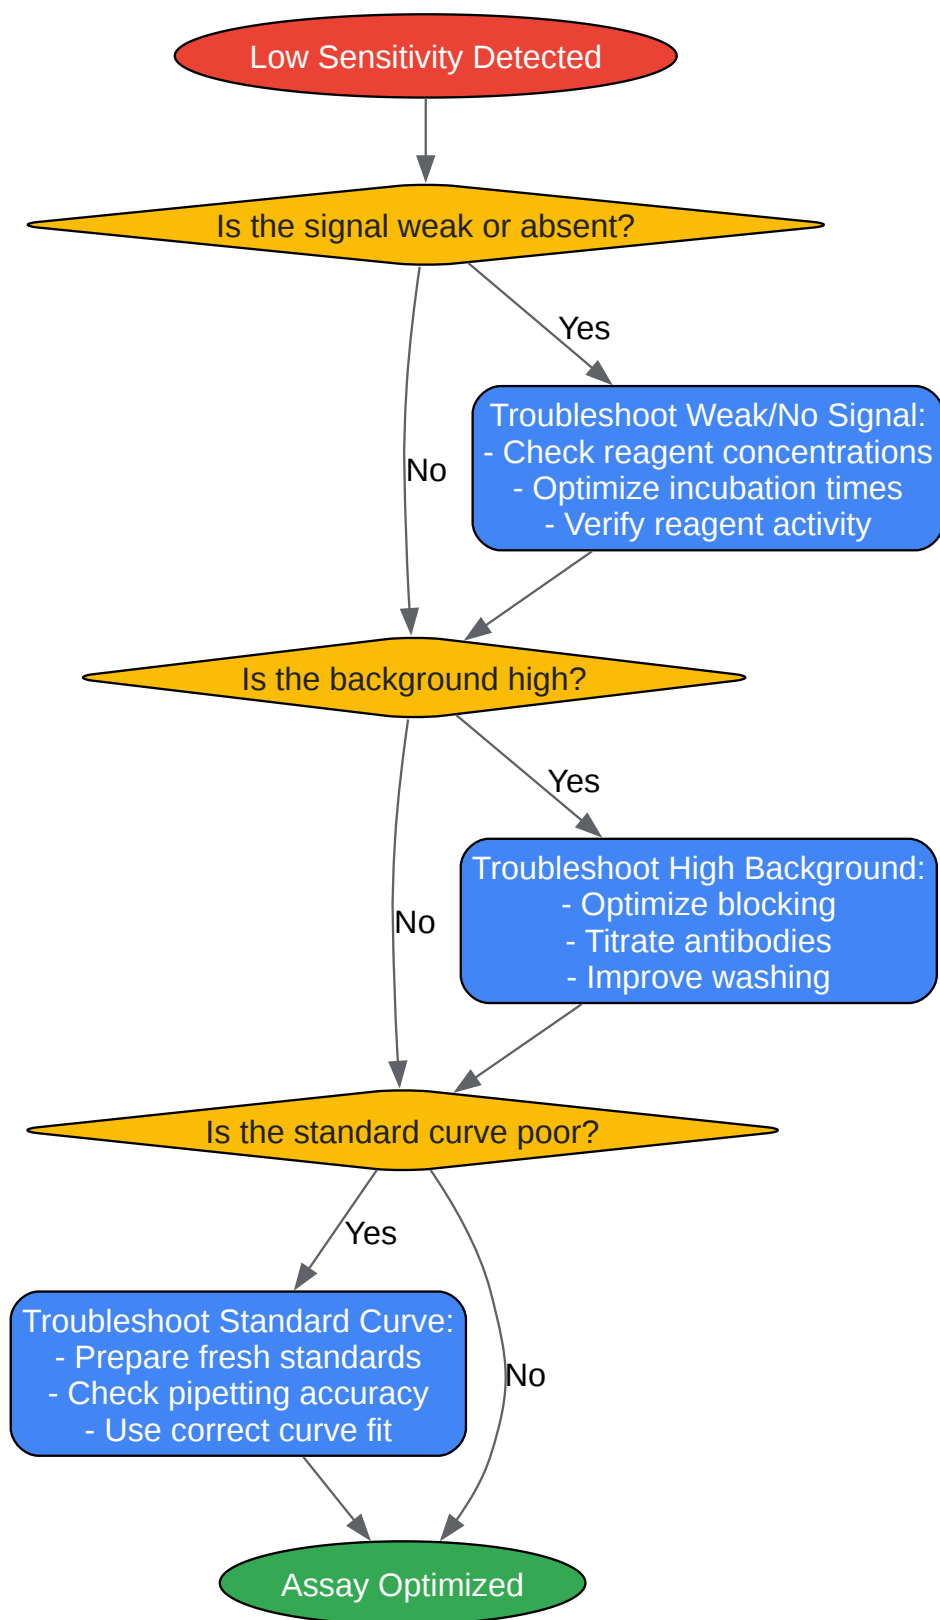 Low Sensitivity Detected
Is the signal weak or absent?
Yes
Troubleshoot Weak/No Signal:
- Check reagent concentrations
- Optimize incubation times
- Verify reagent activity
No
Is the background high?
Yes
Troubleshoot High Background:
- Optimize blocking
- Titrate antibodies
- Improve washing
No
Is the standard curve poor?
Yes
Troubleshoot Standard Curve:
- Prepare fresh standards
- Check pipetting accuracy
- Use correct curve fit
No
Assay Optimized